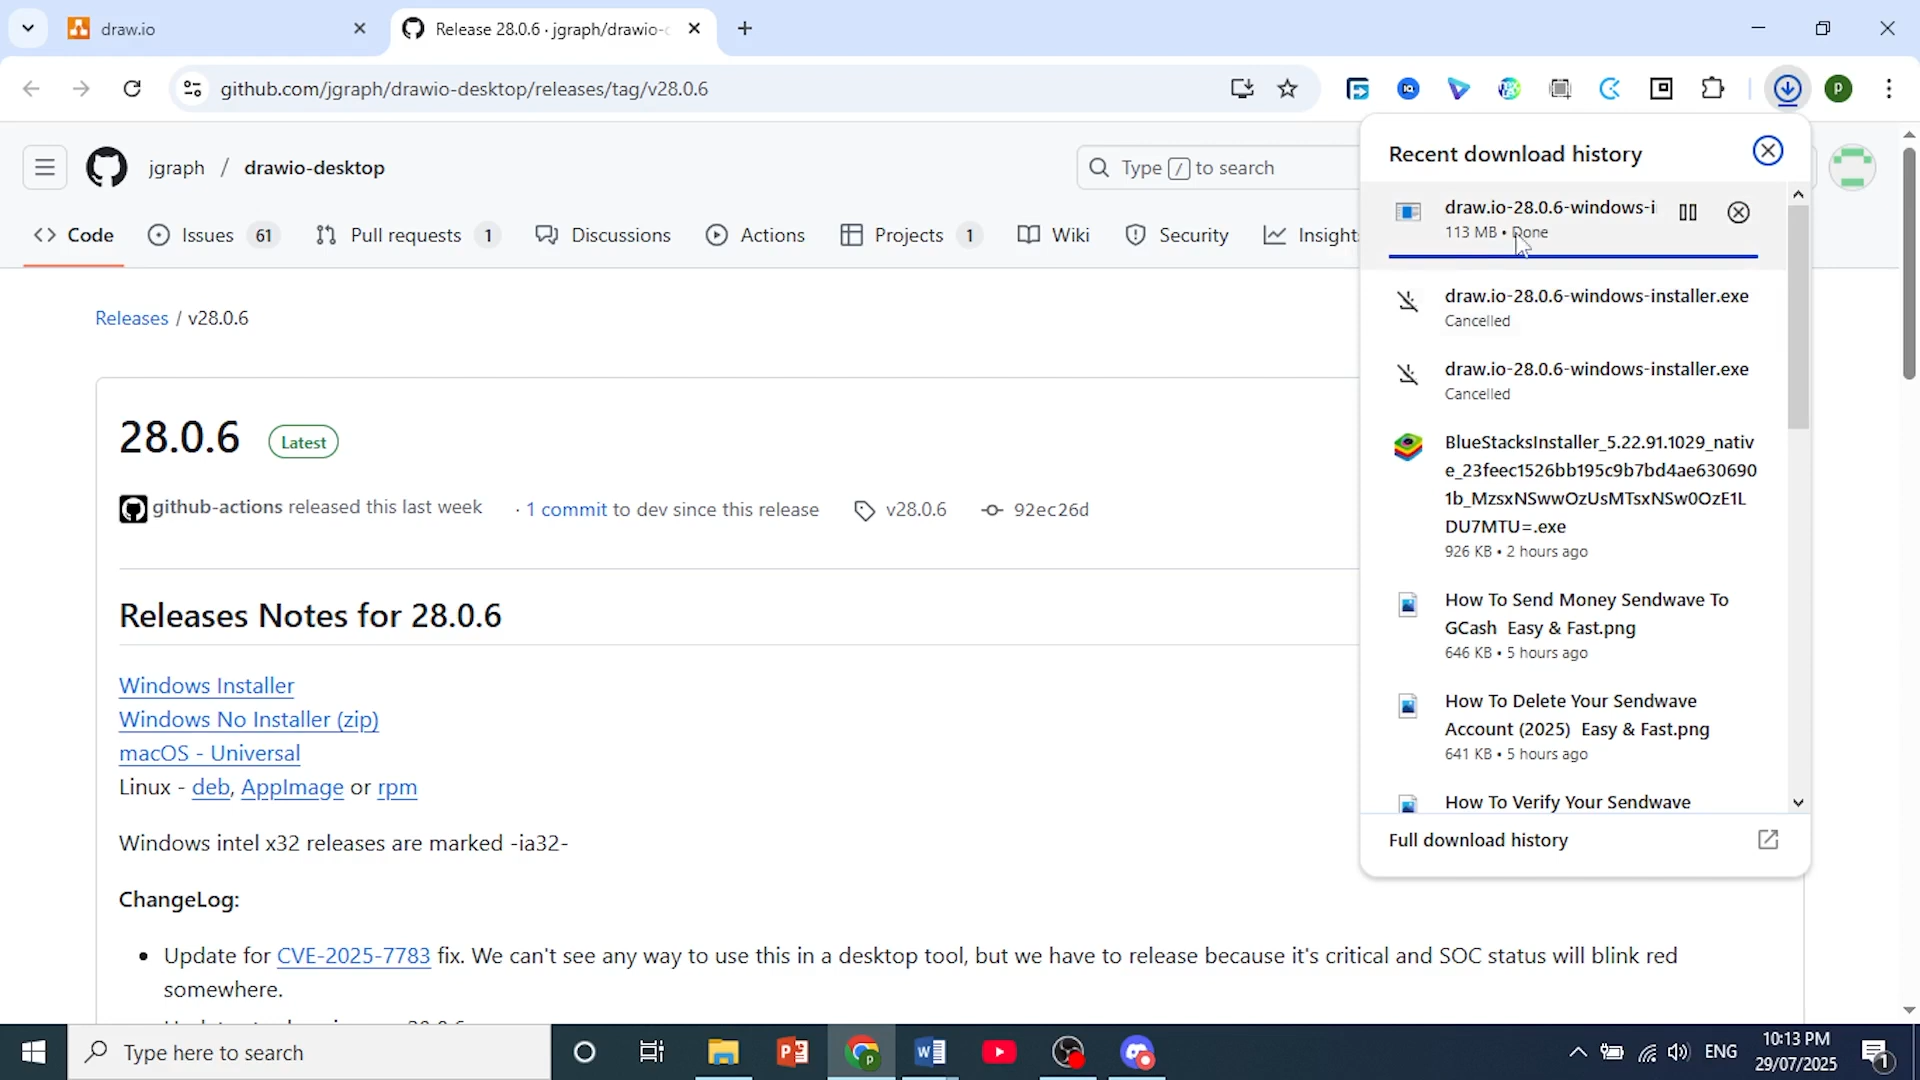 draw.io
Release 28.0.6 · jgraph/drawio-d
github.com/jgraph/drawio-desktop/releases/tag/v28.0.6
jgraph / drawio-desktop
Type / to search
Code
Issues 61
Pull requests 1
Discussions
Actions
Projects 1
Wiki
Security
Insights
Releases / v28.0.6
28.0.6 Latest
github-actions released this last week · 1 commit to dev since this release v28.0.6 92ec26d
Releases Notes for 28.0.6
Windows Installer
Windows No Installer (zip)
macOS - Universal
Linux - deb, AppImage or rpm
Windows intel x32 releases are marked -ia32-
ChangeLog:
• Update for CVE-2025-7783 fix. We can't see any way to use this in a desktop tool, but we have to release because it's critical and SOC status will blink red
somewhere.
Recent download history
draw.io-28.0.6-windows-i
113 MB • Done
draw.io-28.0.6-windows-installer.exe
Cancelled
draw.io-28.0.6-windows-installer.exe
Cancelled
BlueStacksInstaller_5.22.91.1029_nativ
e_23feec1526bb195c9b7bd4ae630690
1b_MzsxNSwwOzUsMTsxNSw0OzE1L
DU7MTU=.exe
926 KB • 2 hours ago
How To Send Money Sendwave To
GCash Easy & Fast.png
646 KB • 5 hours ago
How To Delete Your Sendwave
Account (2025) Easy & Fast.png
641 KB • 5 hours ago
How To Verify Your Sendwave
Full download history
Type here to search
ENG
10:13 PM
29/07/2025
1